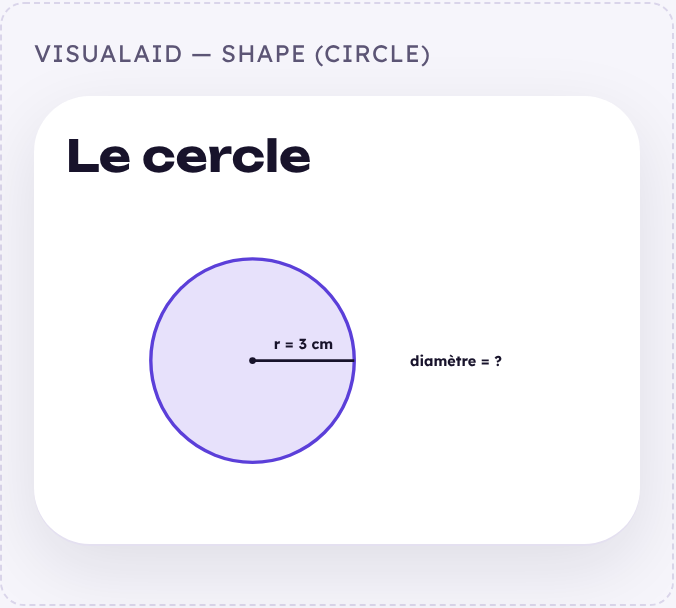 VISUALAID — SHAPE (CIRCLE)
Le cercle
r = 3 cm
diamètre = ?